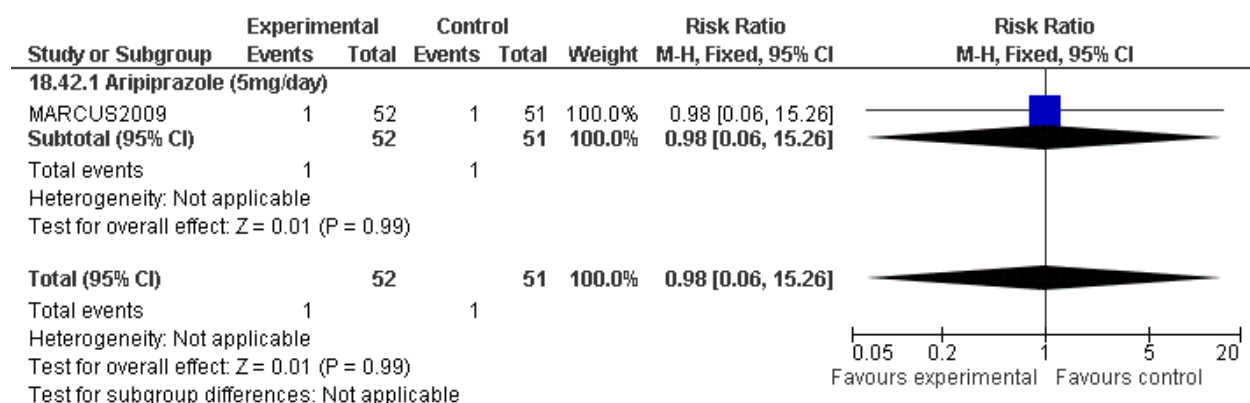 Experimental Control Risk Ratio Risk Ratio
Study or Subgroup Events Total Events Total Weight M-H, Fixed, 95% CI M-H, Fixed, 95% CI
18.42.1 Aripiprazole (5mg/day)
MARCUS2009 1 52 1 51 100.0% 0.98 [0.06, 15.26]
Subtotal (95% CI) 52 51 100.0% 0.98 [0.06, 15.26]
Total events 1 1
Heterogeneity: Not applicable
Test for overall effect: Z = 0.01 (P = 0.99)
Total (95% CI) 52 51 100.0% 0.98 [0.06, 15.26]
Total events 1 1
Heterogeneity: Not applicable
Test for overall effect: Z = 0.01 (P = 0.99)
Test for subgroup differences: Not applicable
0.05 0.2 1 5 20
Favours experimental Favours control